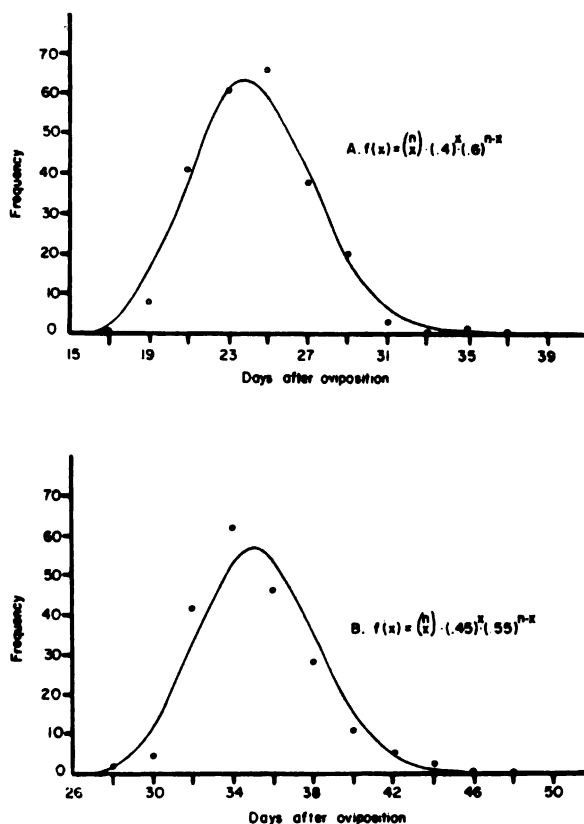 70
60
50
40
30
20
10
0
Frequency
A. f(x) = (n x) · (.4)^x · (.6)^n-x
15 19 23 27 31 35 39
Days after oviposition
70
60
50
40
30
20
10
0
Frequency
B. f(x) = (n x) · (.45)^x · (.55)^n-x
26 30 34 38 42 46 50
Days after oviposition